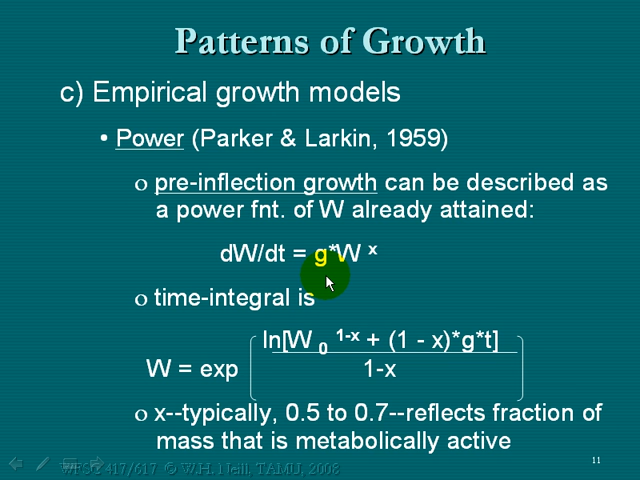 Patterns of Growth
c) Empirical growth models
• Power (Parker & Larkin, 1959)
o pre-inflection growth can be described as
a power fnt. of W already attained:
dW/dt = g*W x
o time-integral is
ln[W 0 1-x + (1 - x)*g*t]
W = exp 1-x
o x--typically, 0.5 to 0.7--reflects fraction of
mass that is metabolically active
WFSC 417/617 © W.H. Neill, TAMU, 2008
11